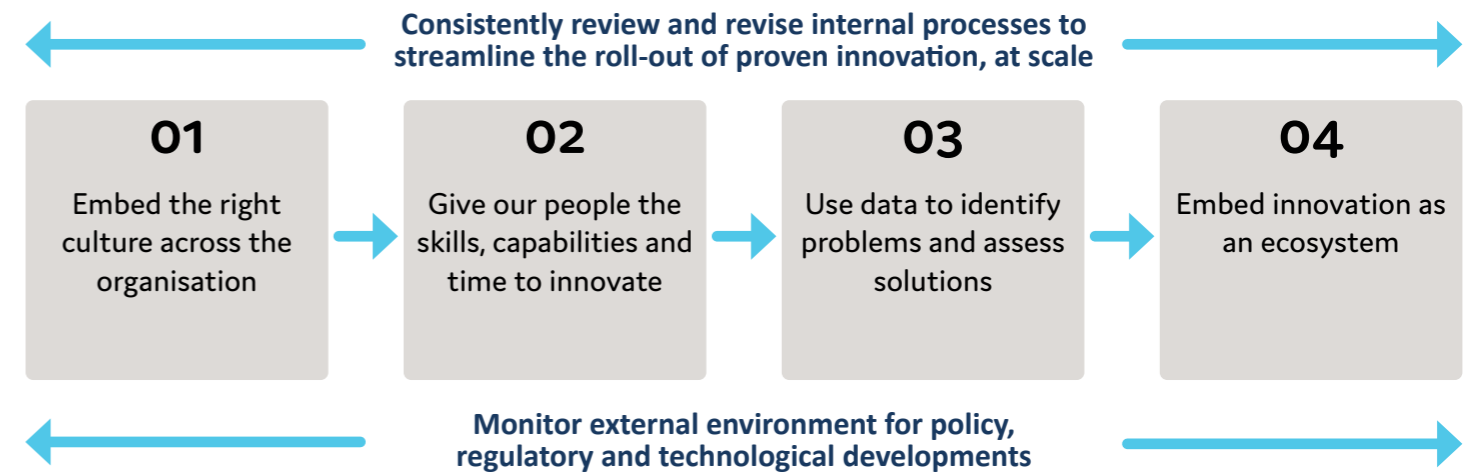 Consistently review and revise internal processes to
streamline the roll-out of proven innovation, at scale
01
Embed the right
culture across the
organisation
02
Give our people the
skills, capabilities and
time to innovate
03
Use data to identify
problems and assess
solutions
04
Embed innovation as
an ecosystem
Monitor external environment for policy,
regulatory and technological developments